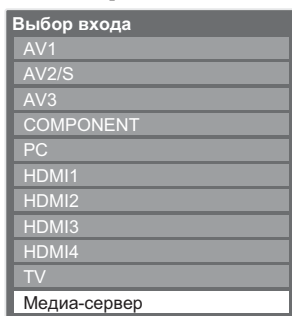 Выбор входа
AV1
AV2/S
AV3
COMPONENT
PC
HDMI1
HDMI2
HDMI3
HDMI4
TV
Медиа-сервер